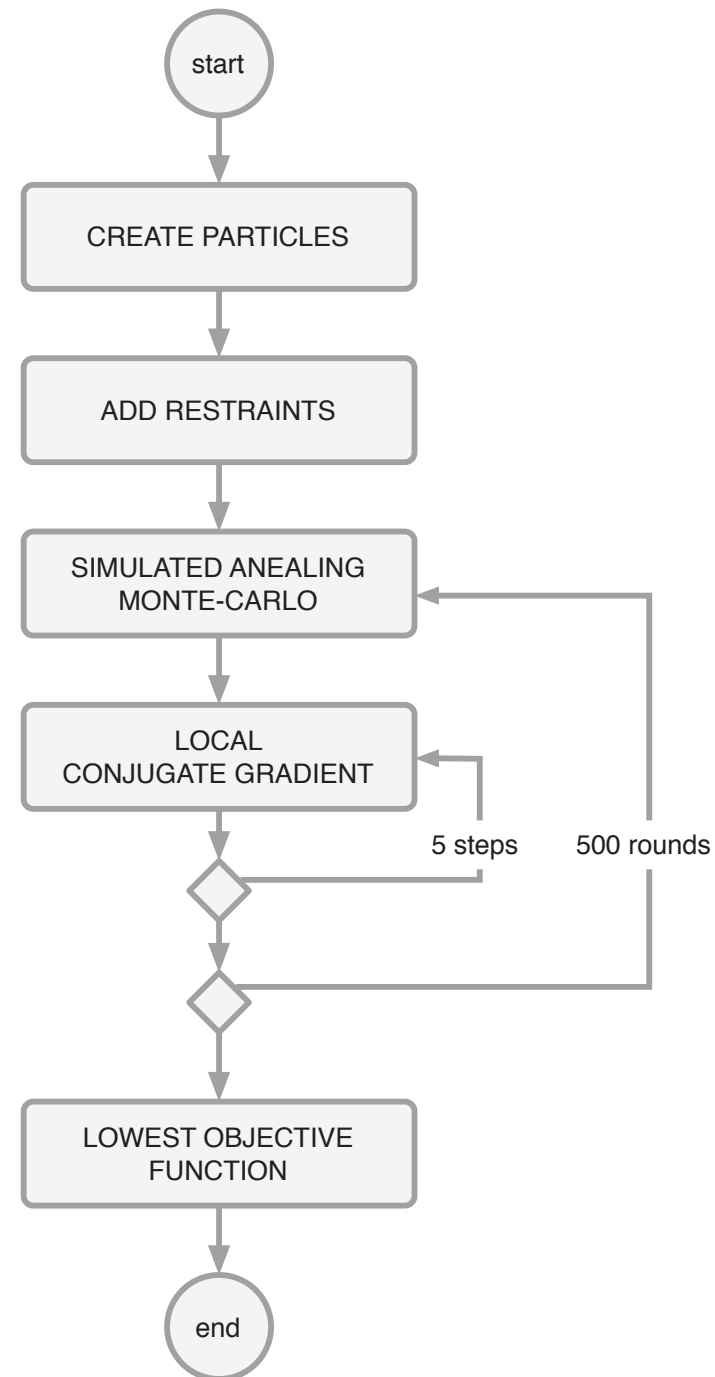 start
CREATE PARTICLES
ADD RESTRAINTS
SIMULATED ANEALING
MONTE-CARLO
LOCAL
CONJUGATE GRADIENT
5 steps
500 rounds
LOWEST OBJECTIVE
FUNCTION
end